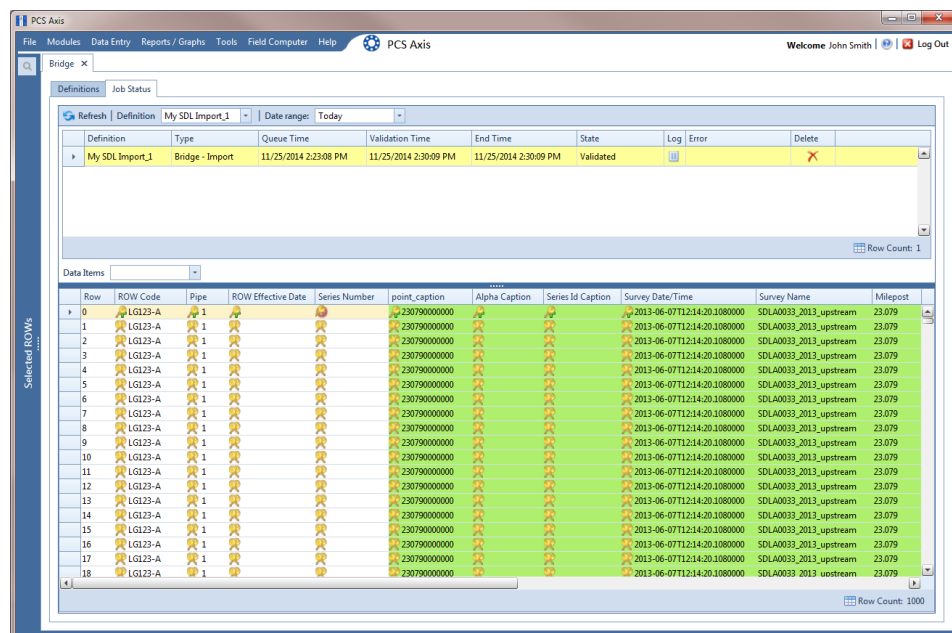 PCS Axis
File Modules Data Entry Reports / Graphs Tools Field Computer Help PCS Axis Welcome John Smith Log Out
Bridge
Definitions Job Status
Refresh Definition My SDL Import_1 Date range: Today
Definition Type Queue Time Validation Time End Time State Log Error Delete
My SDL Import_1 Bridge - Import 11/25/2014 2:23:08 PM 11/25/2014 2:30:09 PM 11/25/2014 2:30:09 PM Validated
Row Count: 1
Data Items
Selected ROWs
Row ROW Code Pipe ROW Effective Date Series Number point_caption Alpha Caption Series Id Caption Survey Date/Time Survey Name Milepost
0 LG123-A 1 230790000000 2013-06-07T12:14:20.1080000 SDLA0033_2013_upstream 23.079
1 LG123-A 1 230790000000 2013-06-07T12:14:20.1080000 SDLA0033_2013_upstream 23.079
2 LG123-A 1 230790000000 2013-06-07T12:14:20.1080000 SDLA0033_2013_upstream 23.079
3 LG123-A 1 230790000000 2013-06-07T12:14:20.1080000 SDLA0033_2013_upstream 23.079
4 LG123-A 1 230790000000 2013-06-07T12:14:20.1080000 SDLA0033_2013_upstream 23.079
5 LG123-A 1 230790000000 2013-06-07T12:14:20.1080000 SDLA0033_2013_upstream 23.079
6 LG123-A 1 230790000000 2013-06-07T12:14:20.1080000 SDLA0033_2013_upstream 23.079
7 LG123-A 1 230790000000 2013-06-07T12:14:20.1080000 SDLA0033_2013_upstream 23.079
8 LG123-A 1 230790000000 2013-06-07T12:14:20.1080000 SDLA0033_2013_upstream 23.079
9 LG123-A 1 230790000000 2013-06-07T12:14:20.1080000 SDLA0033_2013_upstream 23.079
10 LG123-A 1 230790000000 2013-06-07T12:14:20.1080000 SDLA0033_2013_upstream 23.079
11 LG123-A 1 230790000000 2013-06-07T12:14:20.1080000 SDLA0033_2013_upstream 23.079
12 LG123-A 1 230790000000 2013-06-07T12:14:20.1080000 SDLA0033_2013_upstream 23.079
13 LG123-A 1 230790000000 2013-06-07T12:14:20.1080000 SDLA0033_2013_upstream 23.079
14 LG123-A 1 230790000000 2013-06-07T12:14:20.1080000 SDLA0033_2013_upstream 23.079
15 LG123-A 1 230790000000 2013-06-07T12:14:20.1080000 SDLA0033_2013_upstream 23.079
16 LG123-A 1 230790000000 2013-06-07T12:14:20.1080000 SDLA0033_2013_upstream 23.079
17 LG123-A 1 230790000000 2013-06-07T12:14:20.1080000 SDLA0033_2013_upstream 23.079
18 LG123-A 1 230790000000 2013-06-07T12:14:20.1080000 SDLA0033_2013_upstream 23.079
Row Count: 1000